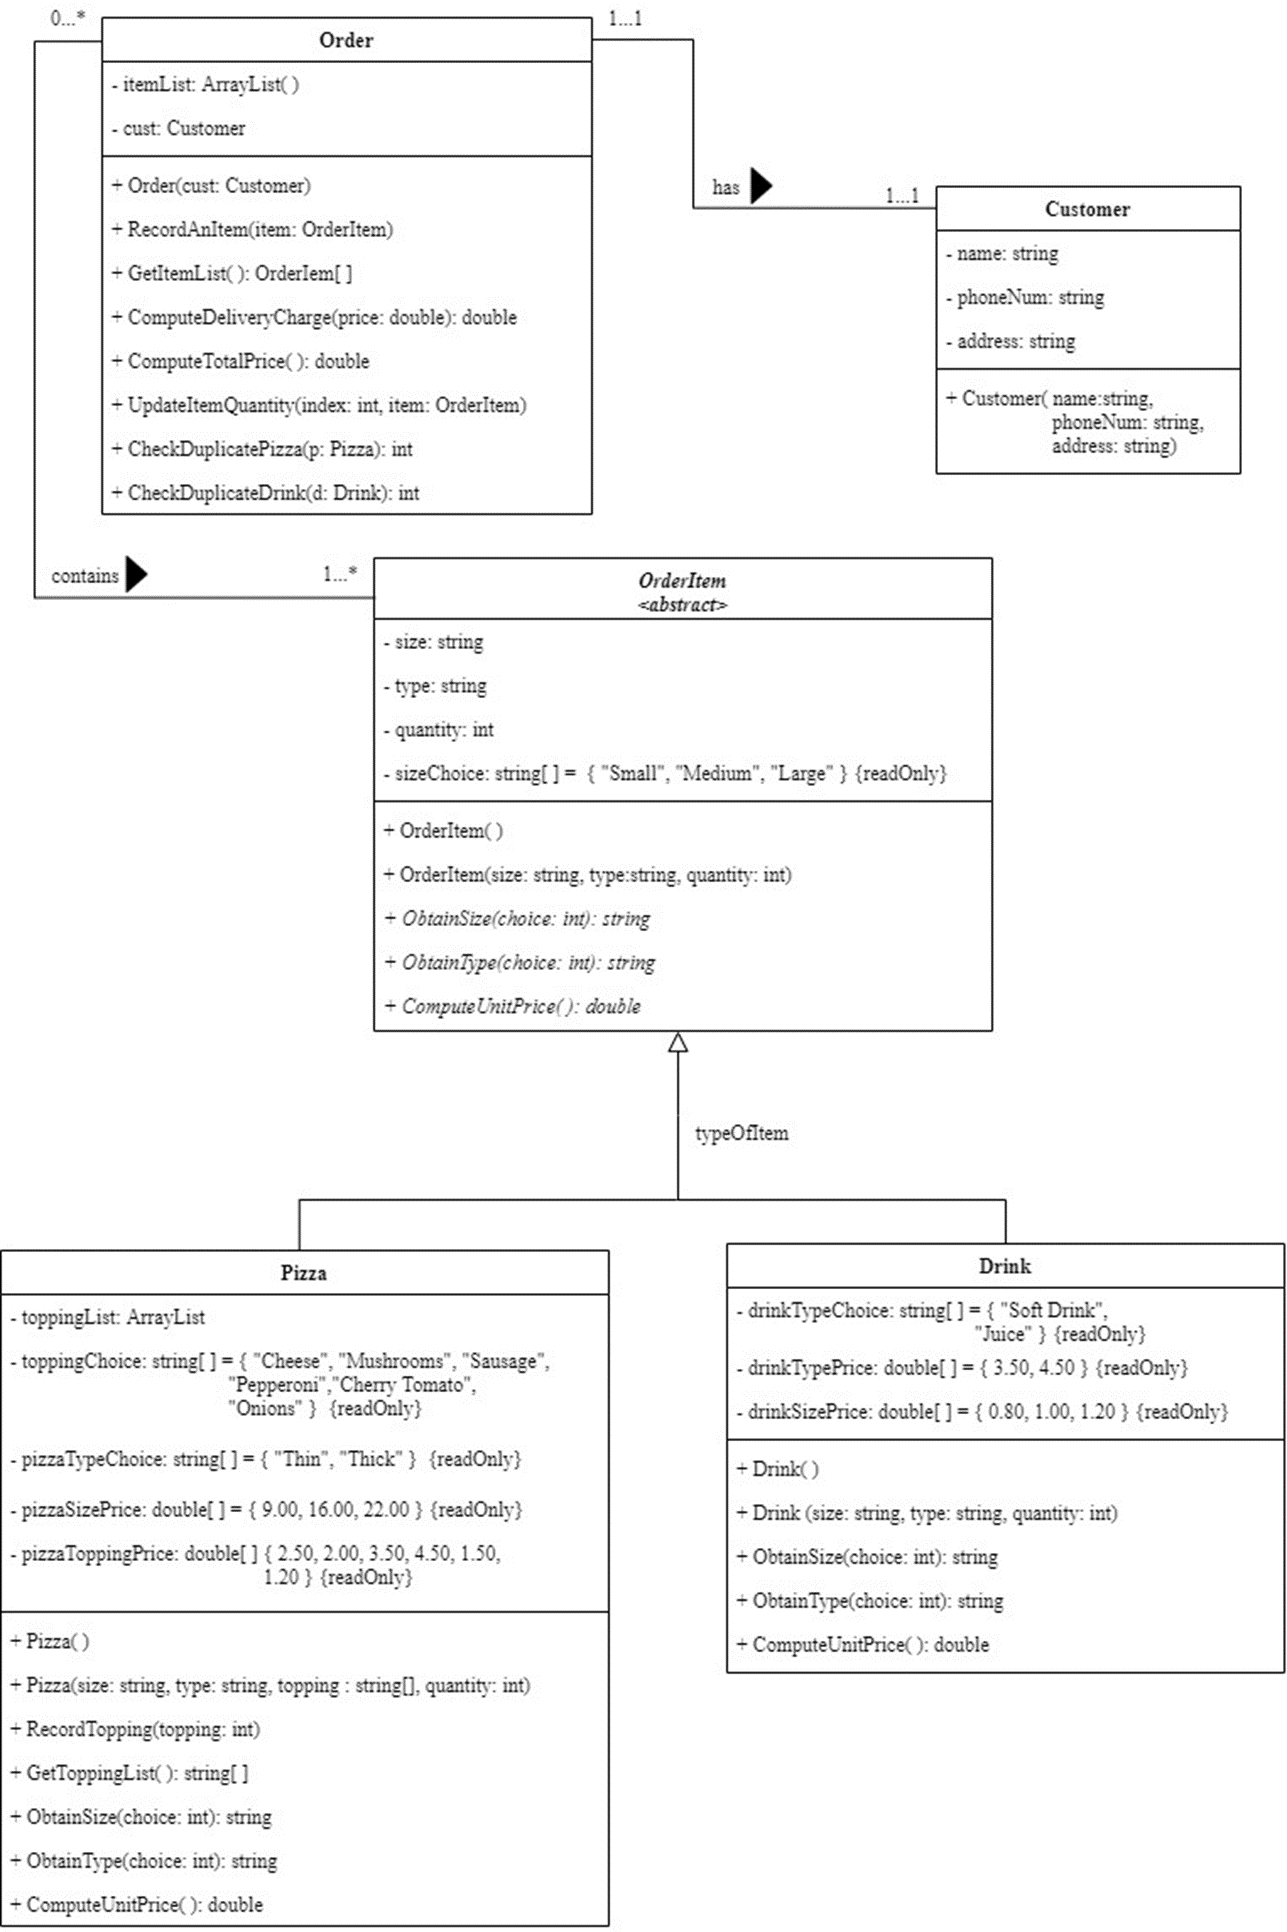 0...*
1...1
Order
- itemList: ArrayList( )
- cust: Customer
+ Order(cust: Customer)
+ RecordAnItem(item: OrderItem)
+ GetItemList( ): OrderIem[ ]
+ ComputeDeliveryCharge(price: double): double
+ ComputeTotalPrice( ): double
+ UpdateItemQuantity(index: int, item: OrderItem)
+ CheckDuplicatePizza(p: Pizza): int
+ CheckDuplicateDrink(d: Drink): int
has
1...1
Customer
- name: string
- phoneNum: string
- address: string
+ Customer( name:string,
phoneNum: string,
address: string)
contains
1...*
OrderItem
<abstract>
- size: string
- type: string
- quantity: int
- sizeChoice: string[ ] = { "Small", "Medium", "Large" } {readOnly}
+ OrderItem( )
+ OrderItem(size: string, type:string, quantity: int)
+ ObtainSize(choice: int): string
+ ObtainType(choice: int): string
+ ComputeUnitPrice( ): double
typeOfItem
Pizza
- toppingList: ArrayList
- toppingChoice: string[ ] = { "Cheese", "Mushrooms", "Sausage",
"Pepperoni","Cherry Tomato",
"Onions" } {readOnly}
- pizzaTypeChoice: string[ ] = { "Thin", "Thick" } {readOnly}
- pizzaSizePrice: double[ ] = { 9.00, 16.00, 22.00 } {readOnly}
- pizzaToppingPrice: double[ ] { 2.50, 2.00, 3.50, 4.50, 1.50,
1.20 } {readOnly}
+ Pizza( )
+ Pizza(size: string, type: string, topping : string[], quantity: int)
+ RecordTopping(topping: int)
+ GetToppingList( ): string[ ]
+ ObtainSize(choice: int): string
+ ObtainType(choice: int): string
+ ComputeUnitPrice( ): double
Drink
- drinkTypeChoice: string[ ] = { "Soft Drink",
"Juice" } {readOnly}
- drinkTypePrice: double[ ] = { 3.50, 4.50 } {readOnly}
- drinkSizePrice: double[ ] = { 0.80, 1.00, 1.20 } {readOnly}
+ Drink( )
+ Drink (size: string, type: string, quantity: int)
+ ObtainSize(choice: int): string
+ ObtainType(choice: int): string
+ ComputeUnitPrice( ): double